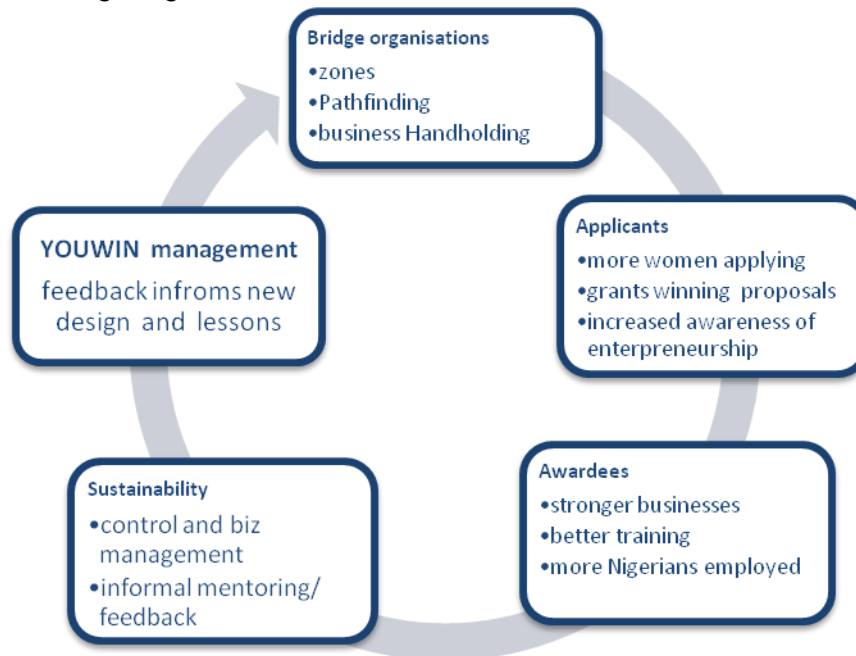 Bridge organisations
•zones
•Pathfinding
•business Handholding
Applicants
•more women applying
•grants winning proposals
•increased awareness of
enterpreneurship
Awardees
•stronger businesses
•better training
•more Nigerians employed
Sustainability
•control and biz
management
•informal mentoring/
feedback
YOUWIN management
feedback infroms new
design and lessons